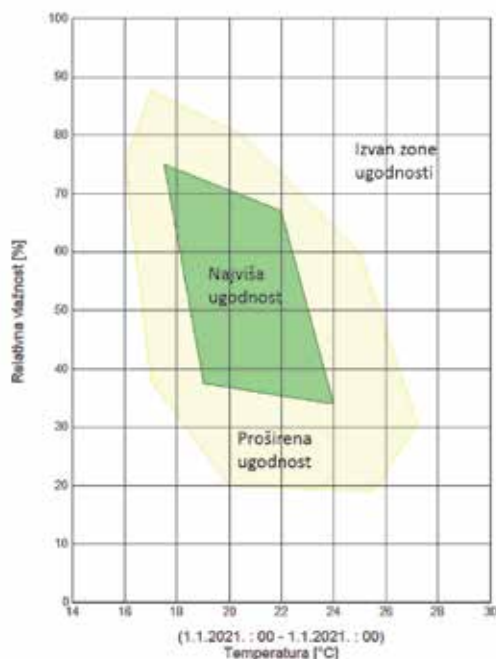 100
90
80
70
60
50
40
30
20
10
0
Relativna vlažnost [%]
Izvan zone
ugodnosti
Najviša
ugodnost
Proširena
ugodnost
14 16 18 20 22 24 26 28 30
(1.1.2021. : 00 - 1.1.2021. : 00)
Temperatura [°C]